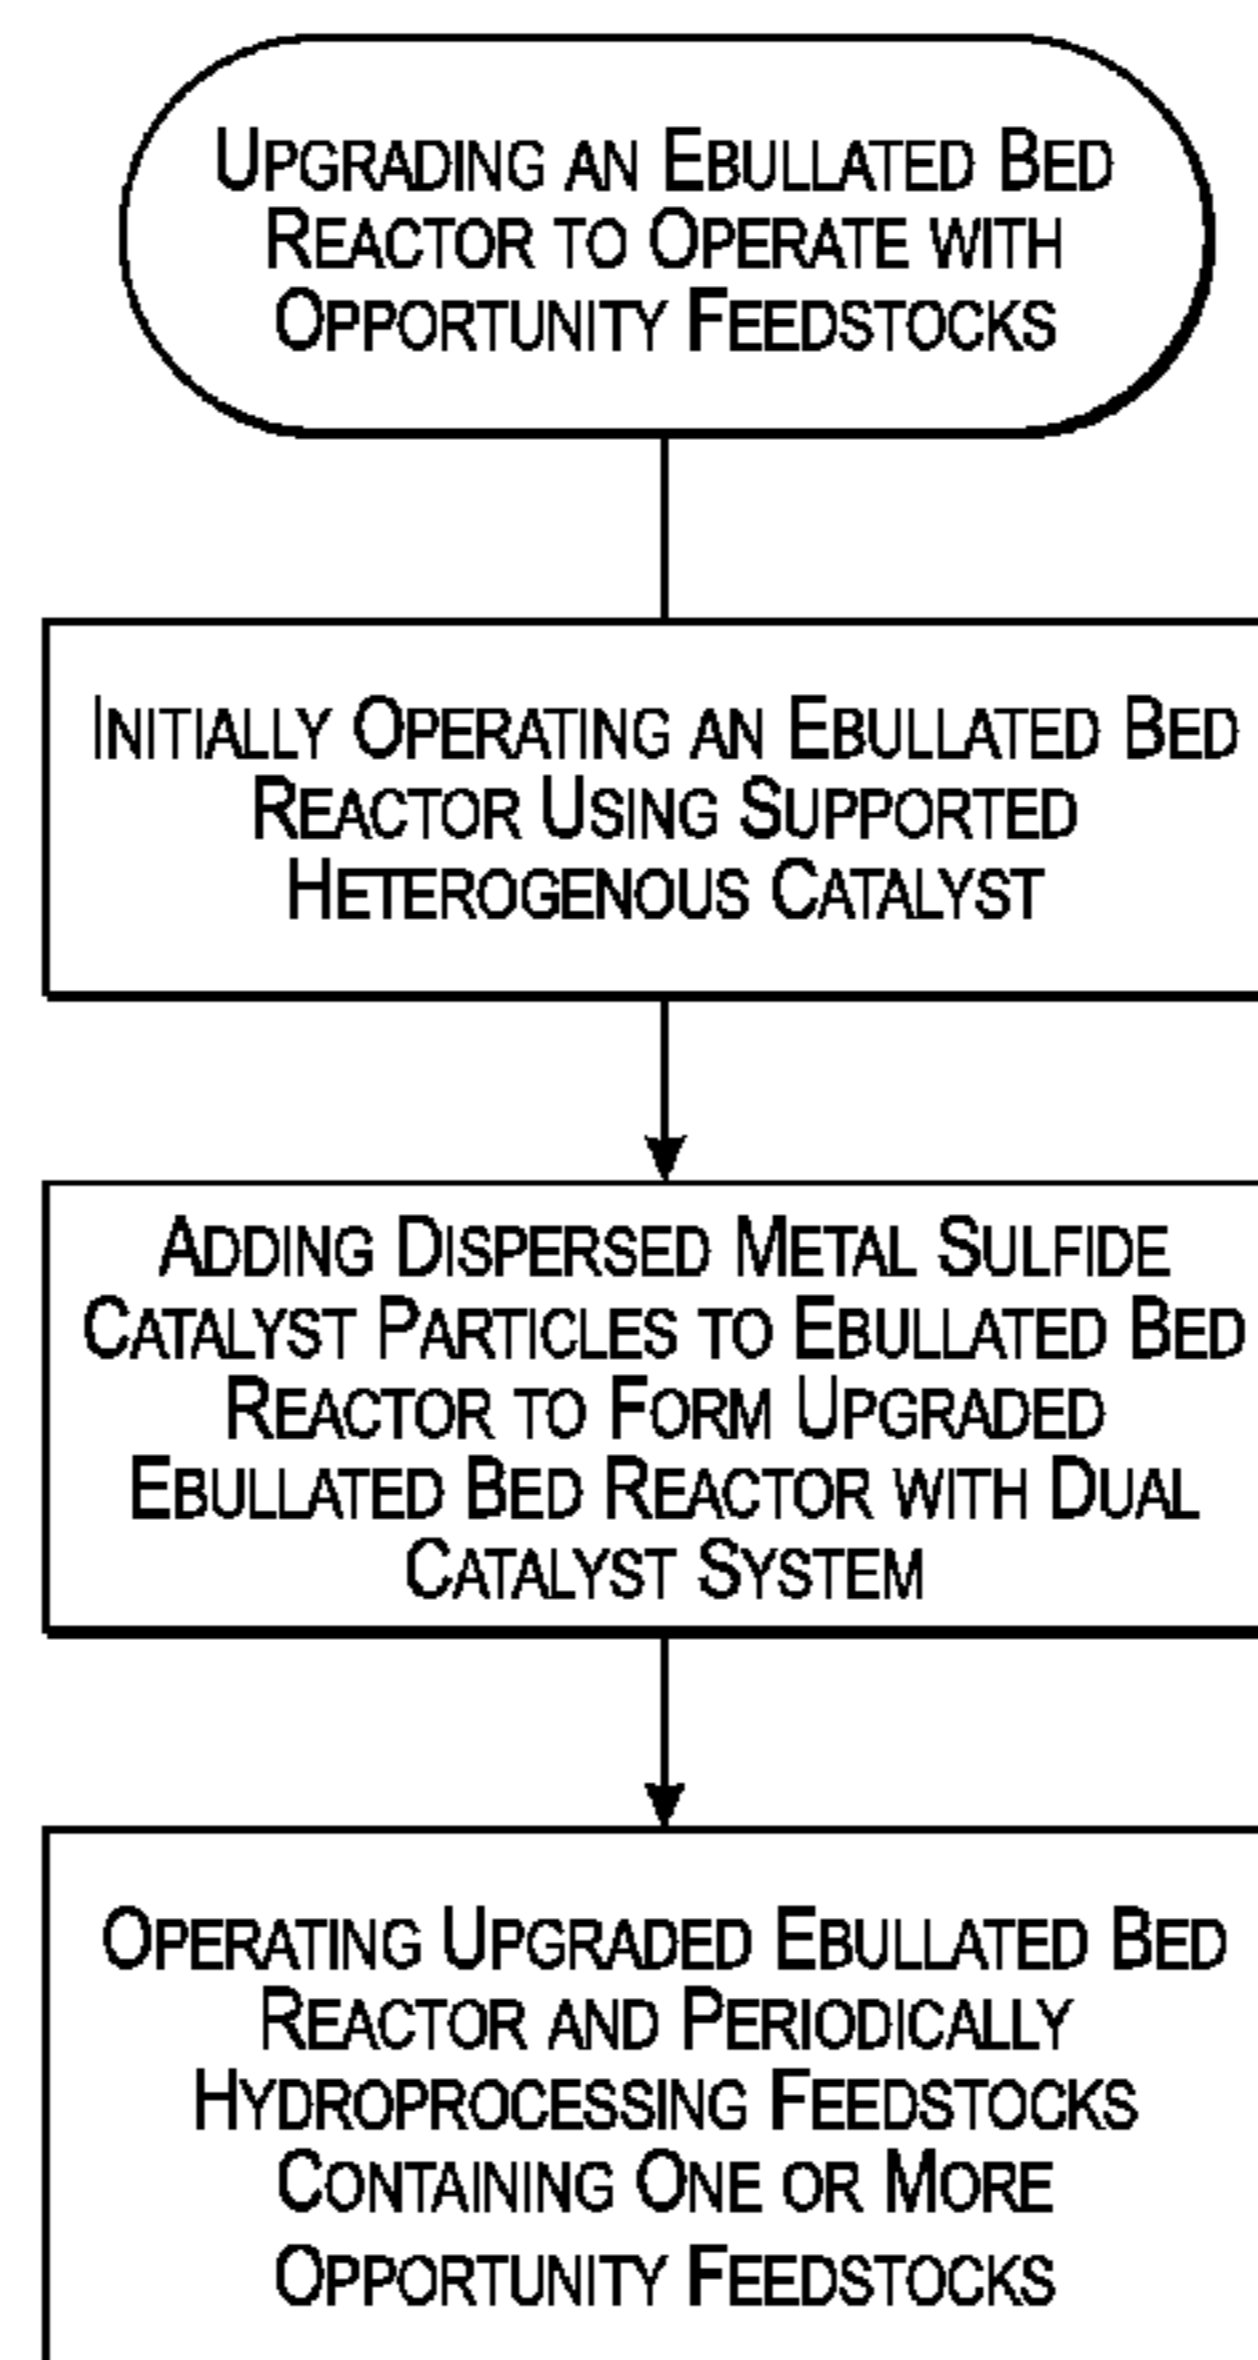 UPGRADING AN EBULLATED BED
REACTOR TO OPERATE WITH
OPPORTUNITY FEEDSTOCKS
INITIALLY OPERATING AN EBULLATED BED
REACTOR USING SUPPORTED
HETEROGENOUS CATALYST
ADDING DISPERSED METAL SULFIDE
CATALYST PARTICLES TO EBULLATED BED
REACTOR TO FORM UPGRADED
EBULLATED BED REACTOR WITH DUAL
CATALYST SYSTEM
OPERATING UPGRADED EBULLATED BED
REACTOR AND PERIODICALLY
HYDROPROCESSING FEEDSTOCKS
CONTAINING ONE OR MORE
OPPORTUNITY FEEDSTOCKS